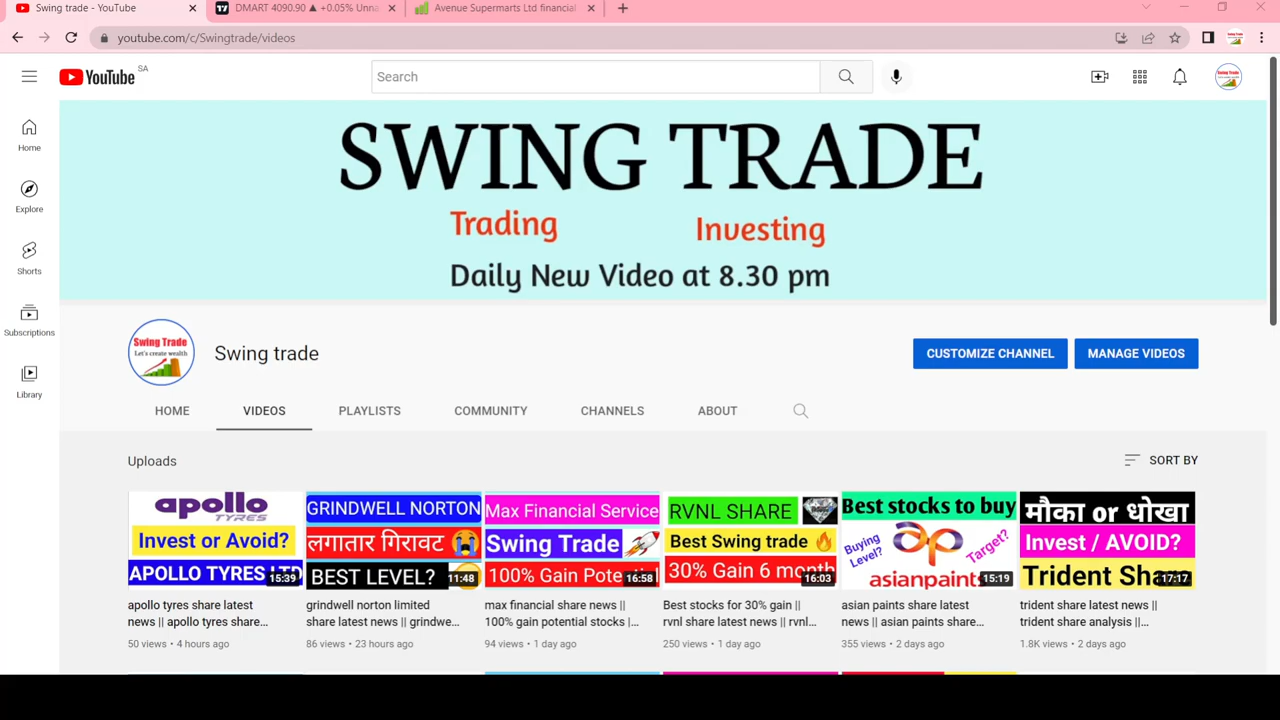 Swing trade - YouTube
DMART 4090.90 ▲ +0.05% Unna
Avenue Supermarts Ltd financial
youtube.com/c/Swingtrade/videos
YouTube SA
Search
Home
Explore
Shorts
Subscriptions
Library
SWING TRADE
Trading Investing
Daily New Video at 8.30 pm
Swing Trade
Let's create wealth
Swing trade
CUSTOMIZE CHANNEL
MANAGE VIDEOS
HOME VIDEOS PLAYLISTS COMMUNITY CHANNELS ABOUT
Uploads
SORT BY
apollo
TYRES
Invest or Avoid?
APOLLO TYRES LTD
15:39
apollo tyres share latest
news || apollo tyres share...
50 views • 4 hours ago
GRINDWELL NORTON
लगातार गिरावट
BEST LEVEL?
11:48
grindwell norton limited
share latest news || grindwe...
86 views • 23 hours ago
Max Financial Service
Swing Trade
100% Gain Potential
16:58
max financial share news ||
100% gain potential stocks |...
94 views • 1 day ago
RVNL SHARE
Best Swing trade
30% Gain 6 month
16:03
Best stocks for 30% gain ||
rvnl share latest news || rvnl...
250 views • 1 day ago
Best stocks to buy
Buying
Level?
Target?
asianpaints
15:19
asian paints share latest
news || asian paints share...
355 views • 2 days ago
मौका or धोखा
Invest / AVOID?
Trident Share
17:17
trident share latest news ||
trident share analysis ||...
1.8K views • 2 days ago